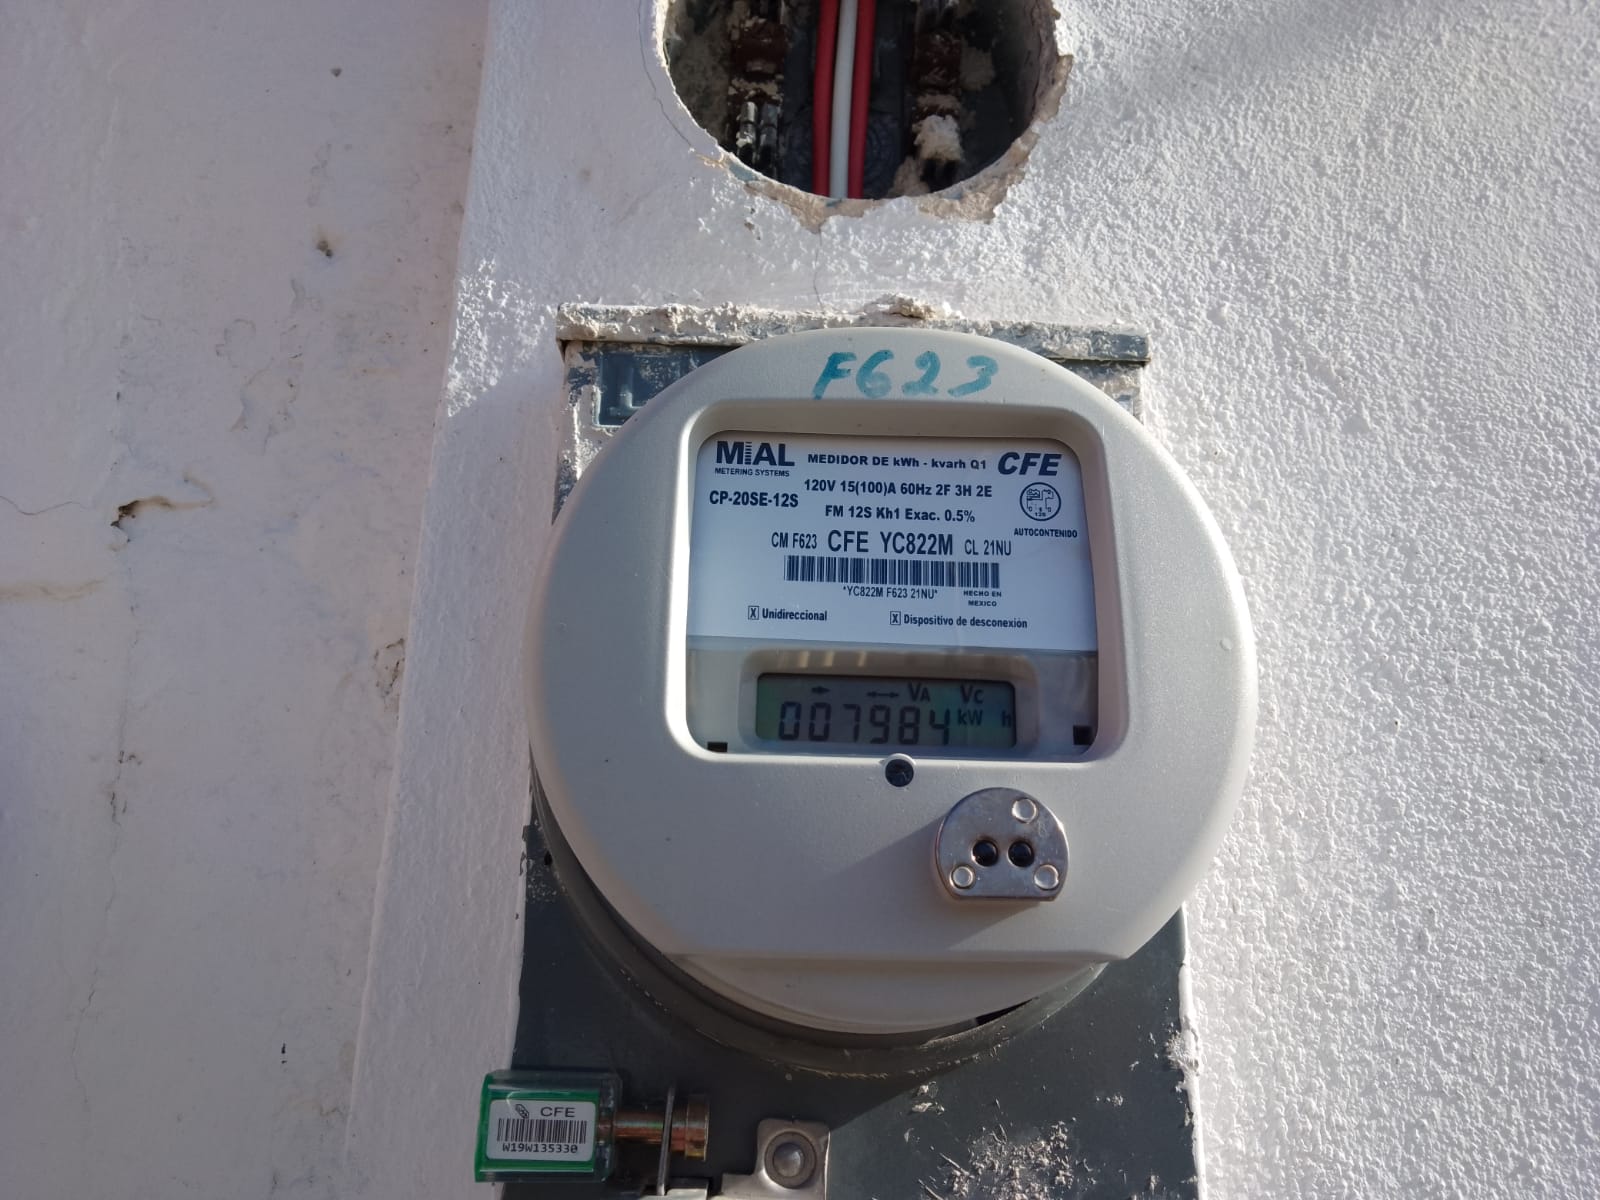 F623
MIAL
METERING SYSTEMS
MEDIDOR DE kWh - kvarh Q1
CFE
CP-20SE-12S
120V 15(100)A 60Hz 2F 3H 2E
FM 12S Kh1 Exac. 0.5%
AUTOCONTENIDO
CM F623 CFE YC822M CL 21NU
*YC822M F623 21NU*
HECHO EN
MEXICO
X Unidireccional
X Dispositivo de desconexión
VA VC
007984 kW h
CFE
W19W135330